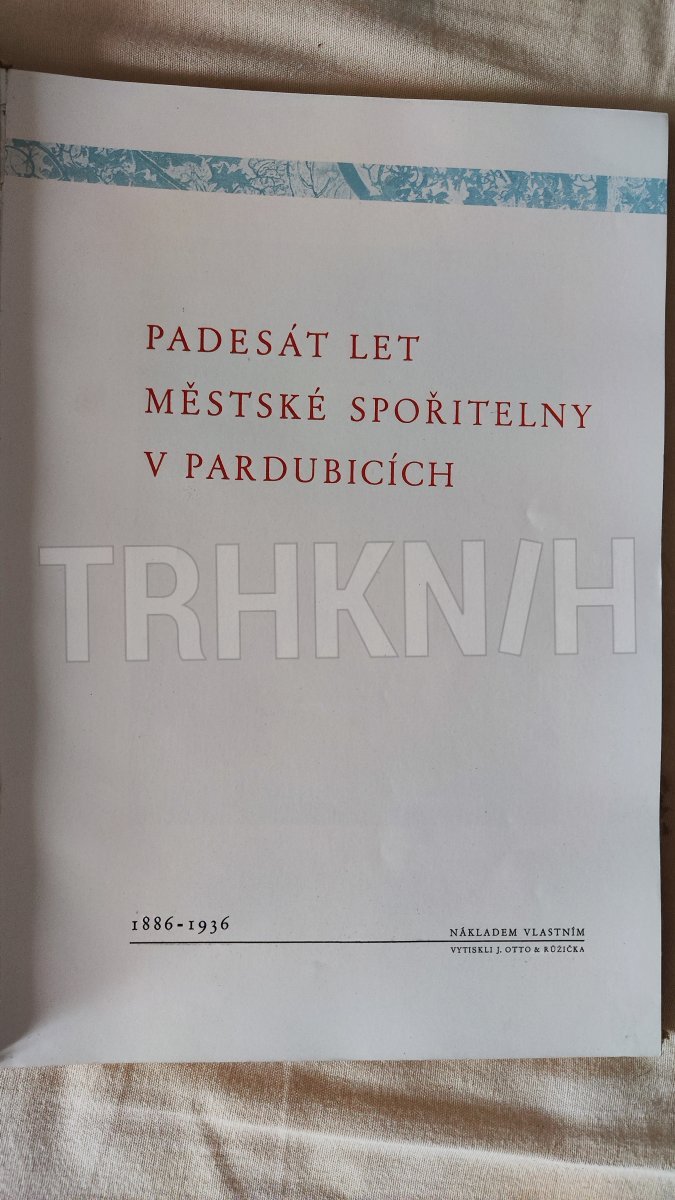 PADESÁT LET
MĚSTSKÉ SPOŘITELNY
V PARDUBICÍCH
TRHKNIH
1886-1936
NÁKLADEM VLASTNÍM
VYTISKLI J. OTTO & RŮŽIČKA